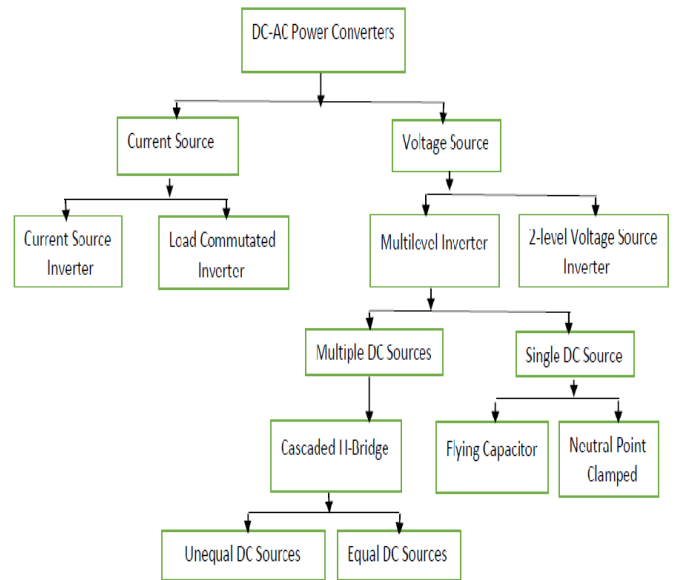 DC-AC Power Converters
Current Source
Voltage Source
Current Source
Inverter
Load Commutated
Inverter
Multilevel Inverter
2-level Voltage Source
Inverter
Multiple DC Sources
Single DC Source
Cascaded H-Bridge
Flying Capacitor
Neutral Point
Clamped
Unequal DC Sources
Equal DC Sources